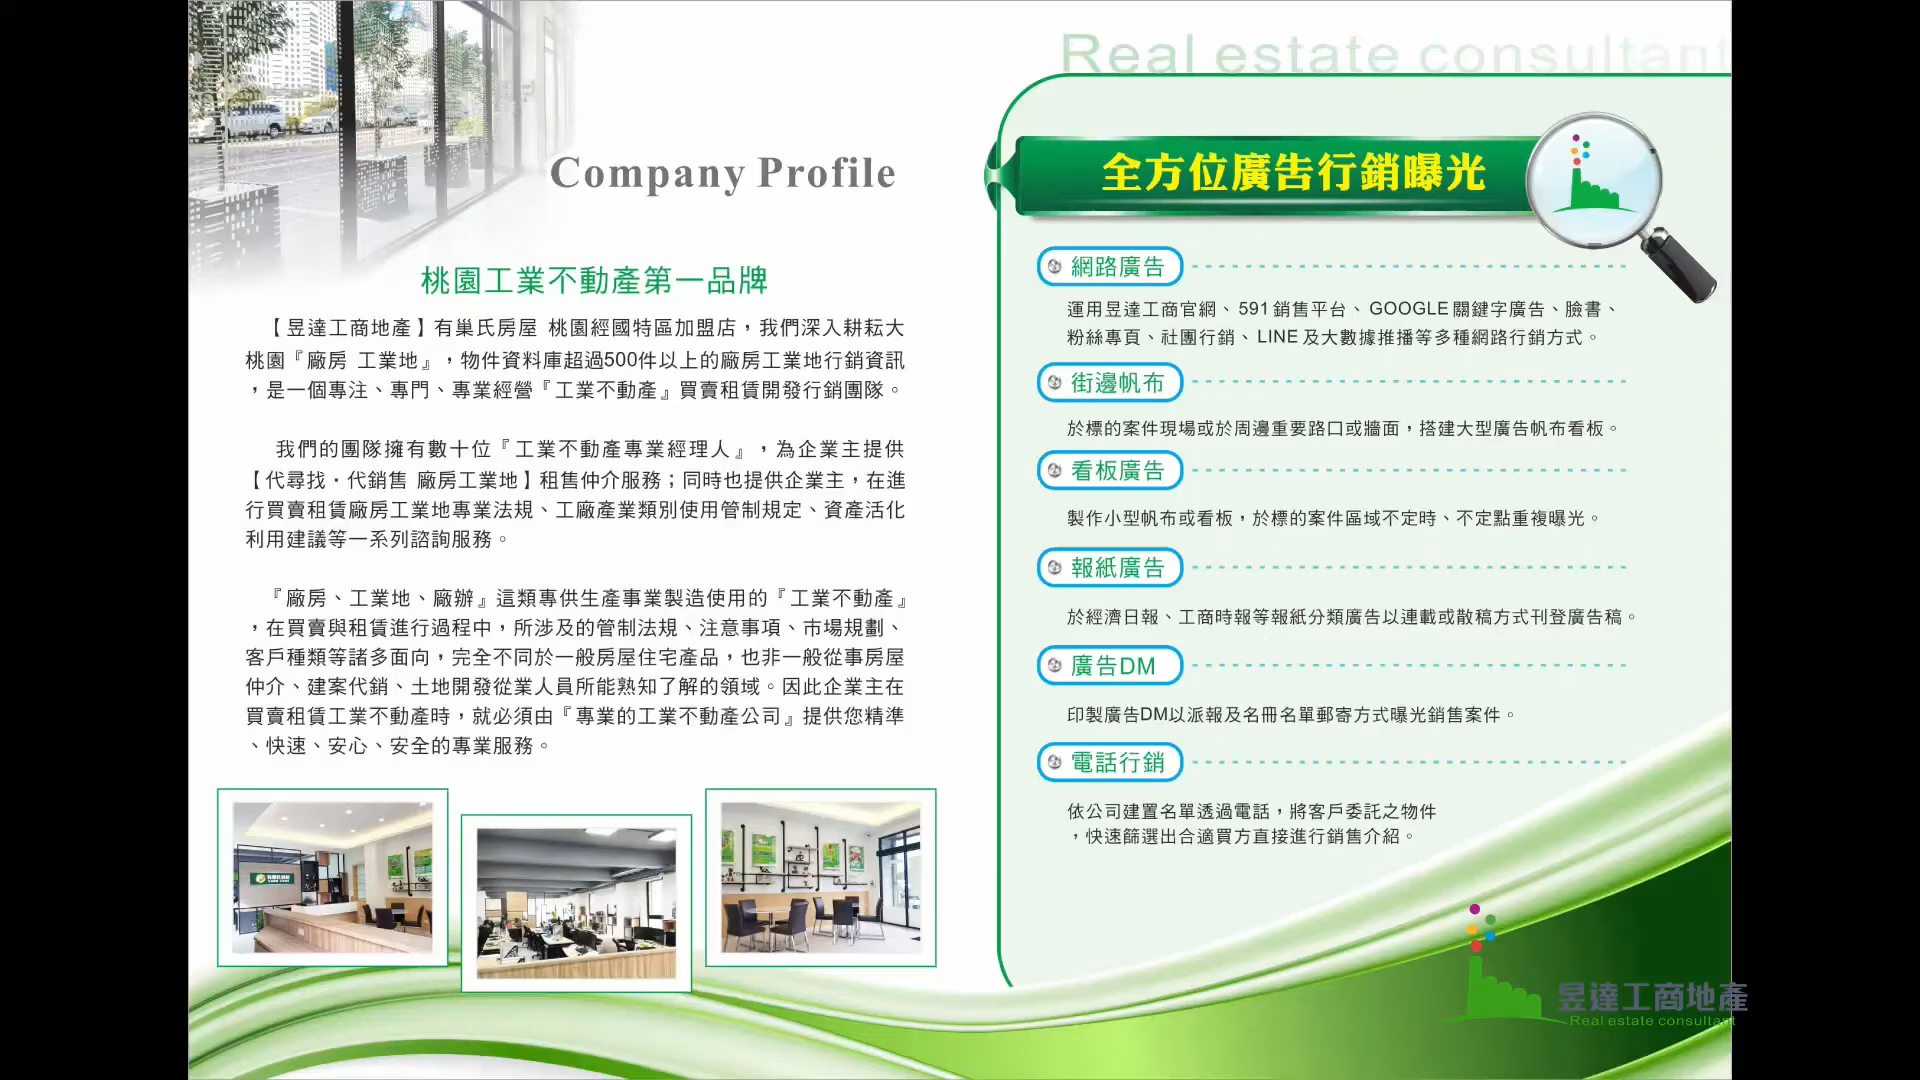 Company Profile
桃園工業不動產第一品牌
【昱達工商地產】有巢氏房屋 桃園經國特區加盟店，我們深入耕耘大
桃園『廠房 工業地』，物件資料庫超過500件以上的廠房工業地行銷資訊
，是一個專注、專門、專業經營『工業不動產』買賣租賃開發行銷團隊。
我們的團隊擁有數十位『工業不動產專業經理人』，為企業主提供
【代尋找·代銷售 廠房工業地】租售仲介服務；同時也提供企業主，在進
行買賣租賃廠房工業地專業法規、工廠產業類別使用管制規定、資產活化
利用建議等一系列諮詢服務。
『廠房、工業地、廠辦』這類專供生產事業製造使用的『工業不動產』
，在買賣與租賃進行過程中，所涉及的管制法規、注意事項、市場規劃、
客戶種類等諸多面向，完全不同於一般房屋住宅產品，也非一般從事房屋
仲介、建案代銷、土地開發從業人員所能熟知了解的領域。因此企業主在
買賣租賃工業不動產時，就必須由『專業的工業不動產公司』提供您精準
、快速、安心、安全的專業服務。
Real estate consultant
全方位廣告行銷曝光
網路廣告
運用昱達工商官網、591銷售平台、GOOGLE關鍵字廣告、臉書、
粉絲專頁、社團行銷、LINE及大數據推播等多種網路行銷方式。
街邊帆布
於標的案件現場或於周邊重要路口或牆面，搭建大型廣告帆布看板。
看板廣告
製作小型帆布或看板，於標的案件區域不定時、不定點重複曝光。
報紙廣告
於經濟日報、工商時報等報紙分類廣告以連載或散稿方式刊登廣告稿。
廣告DM
印製廣告DM以派報及名冊名單郵寄方式曝光銷售案件。
電話行銷
依公司建置名單透過電話，將客戶委託之物件
，快速篩選出合適買方直接進行銷售介紹。
昱達工商地產
Real estate consultant